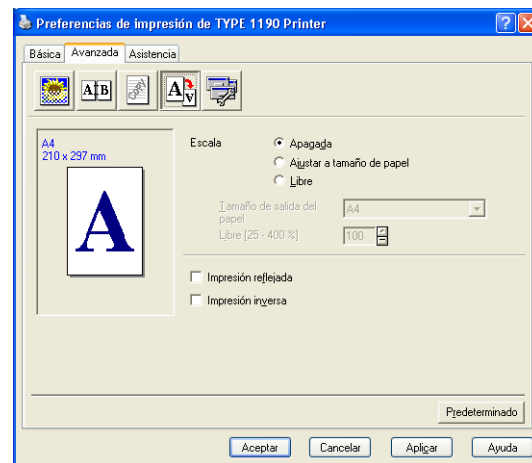 Preferencias de impresión de TYPE 1190 Printer
Básica Avanzada Asistencia
A B
A V
A4
210 x 297 mm
A
Escala
Apagada
Ajustar a tamaño de papel
Libre
Tamaño de salida del
papel
A4
Libre [25 - 400 %]
100
Impresión reflejada
Impresión inversa
Predeterminado
Aceptar Cancelar Aplicar Ayuda